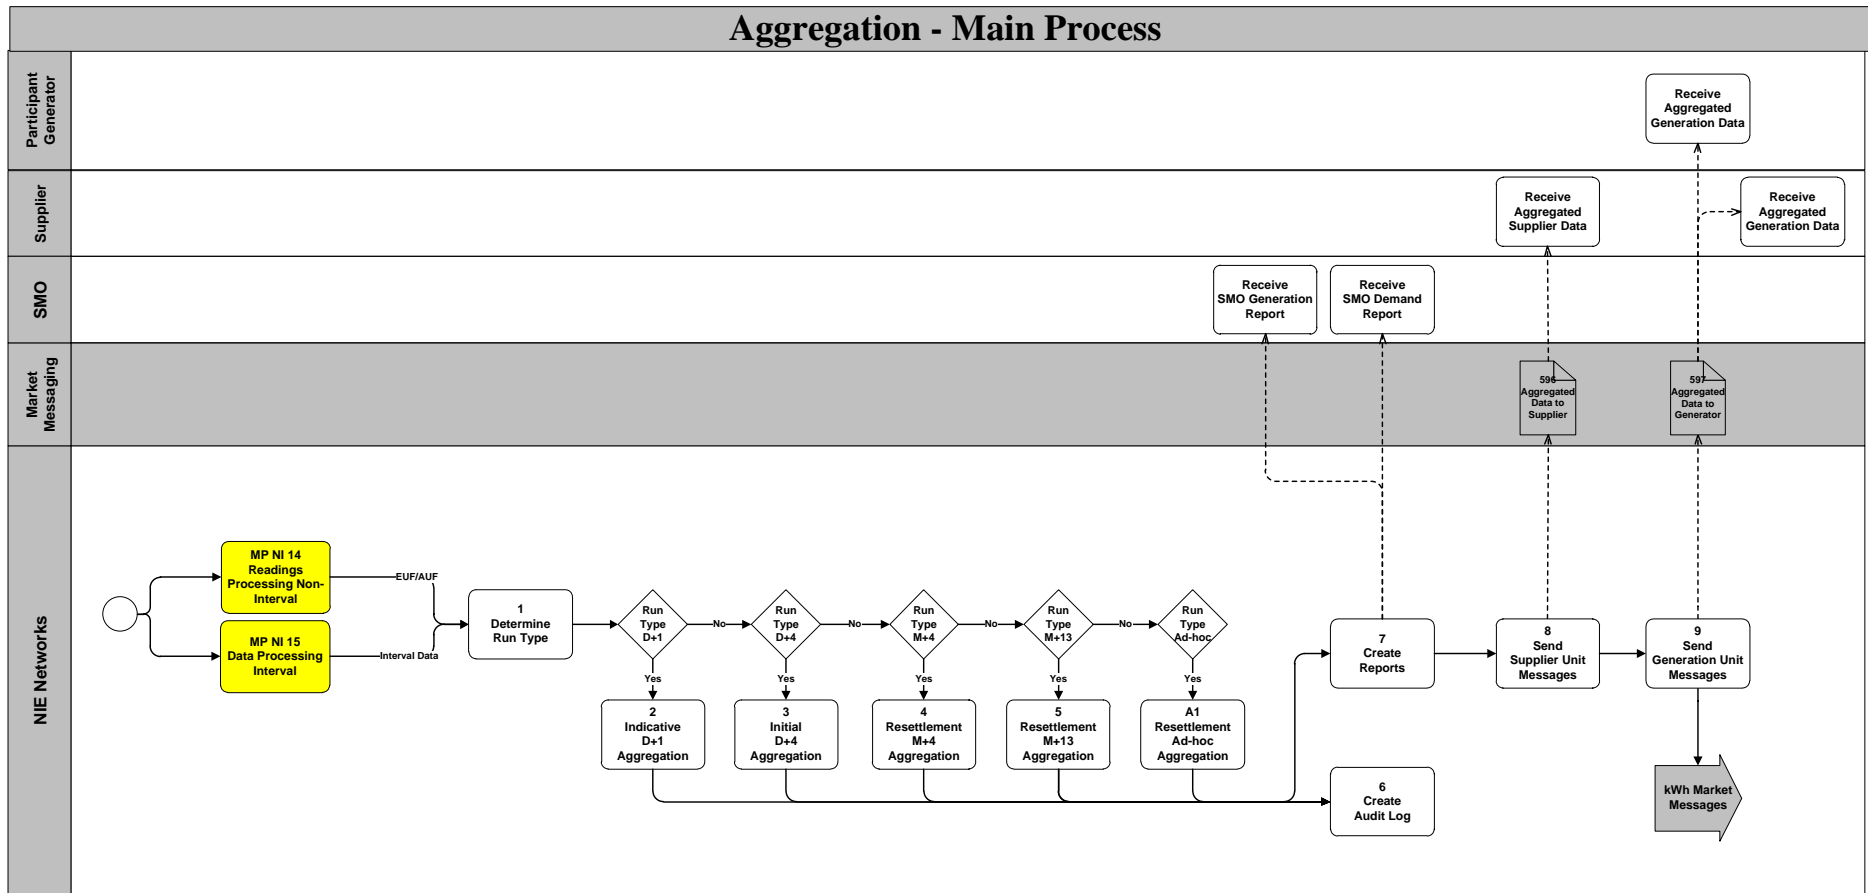 Aggregation - Main Process
Participant
Generator
Receive
Aggregated
Generation Data
Supplier
Receive
Aggregated
Supplier Data
Receive
Aggregated
Generation Data
SMO
Receive
SMO Generation
Report
Receive
SMO Demand
Report
Market
Messaging
596
Aggregated
Data to
Supplier
597
Aggregated
Data to
Generator
NIE Networks
MP NI 14
Readings
Processing Non-
Interval
EUF/AUF
MP NI 15
Data Processing
Interval
Interval Data
1
Determine
Run Type
Run
Type
D+1
No
Run
Type
D+4
No
Run
Type
M+4
No
Run
Type
M+13
No
Run
Type
Ad-hoc
Yes
Yes
Yes
Yes
Yes
2
Indicative
D+1
Aggregation
3
Initial
D+4
Aggregation
4
Resettlement
M+4
Aggregation
5
Resettlement
M+13
Aggregation
A1
Resettlement
Ad-hoc
Aggregation
7
Create
Reports
8
Send
Supplier Unit
Messages
9
Send
Generation Unit
Messages
6
Create
Audit Log
kWh Market
Messages